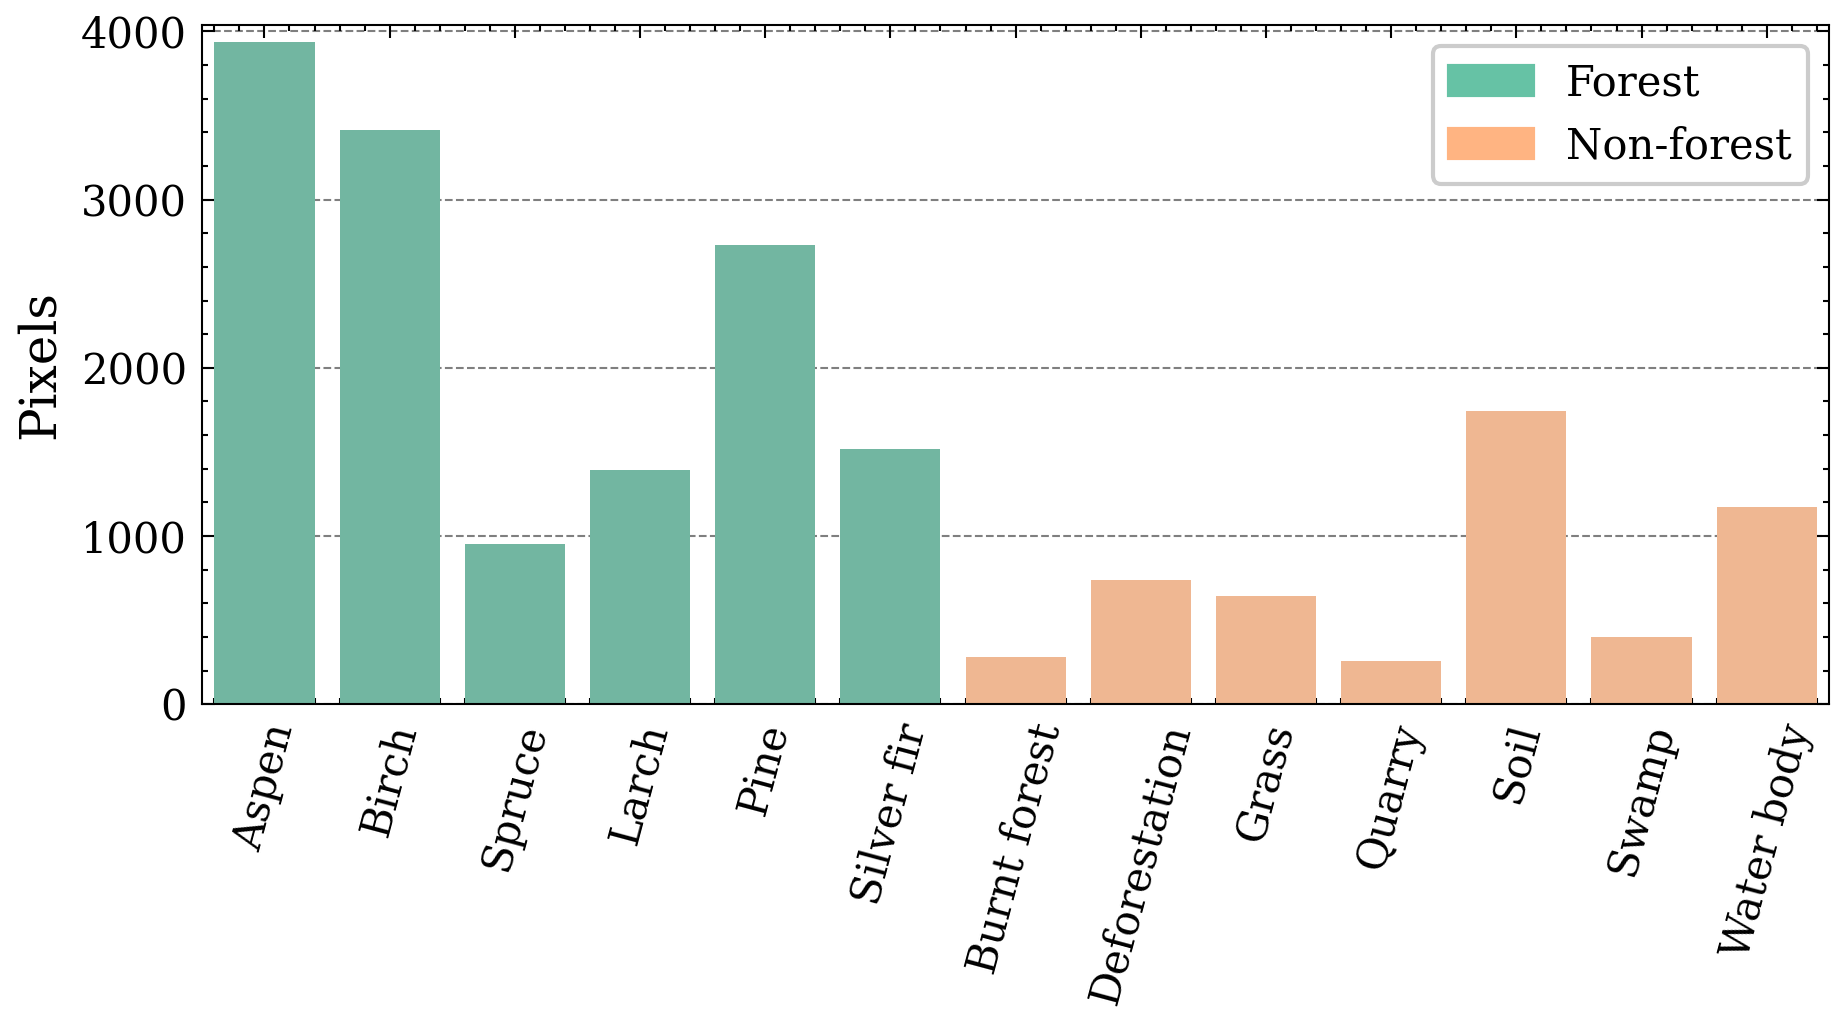 4000
3000
2000
1000
0
Pixels
Forest
Non-forest
Aspen
Birch
Spruce
Larch
Pine
Silver fir
Burnt forest
Deforestation
Grass
Quarry
Soil
Swamp
Water body